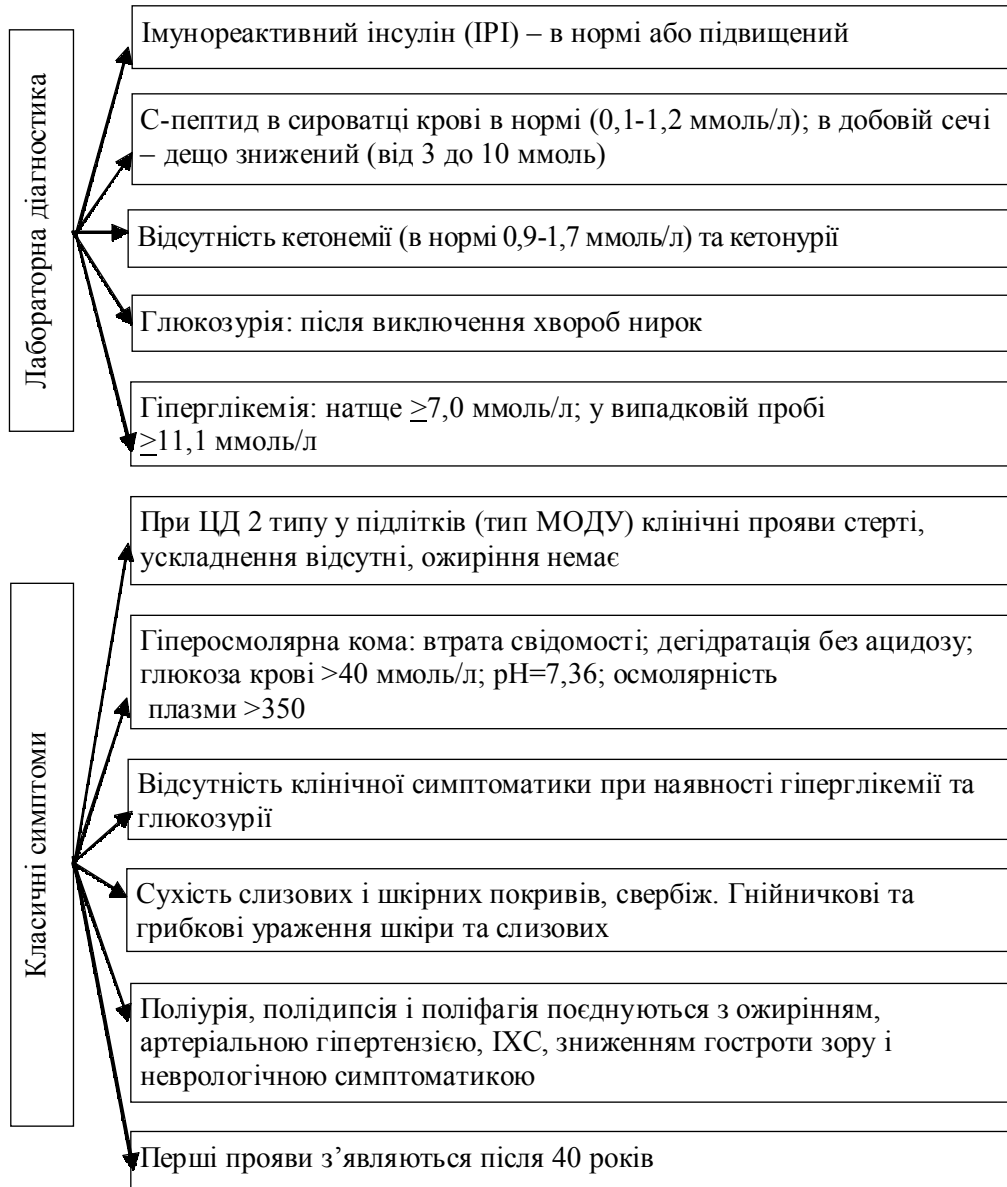 Лабораторна діагностика
Імунореактивний інсулін (ІРІ) – в нормі або підвищений
С-пептид в сироватці крові в нормі (0,1-1,2 ммоль/л); в добовій сечі
– дещо знижений (від 3 до 10 ммоль)
Відсутність кетонемії (в нормі 0,9-1,7 ммоль/л) та кетонурії
Глюкозурія: після виключення хвороб нирок
Гіперглікемія: натще ≥7,0 ммоль/л; у випадковій пробі
≥11,1 ммоль/л
Класичні симптоми
При ЦД 2 типу у підлітків (тип МОДУ) клінічні прояви стерті,
ускладнення відсутні, ожиріння немає
Гіперосмолярна кома: втрата свідомості; дегідратація без ацидозу;
глюкоза крові >40 ммоль/л; рН=7,36; осмолярність
плазми >350
Відсутність клінічної симптоматики при наявності гіперглікемії та
глюкозурії
Сухість слизових і шкірних покривів, свербіж. Гнійничкові та
грибкові ураження шкіри та слизових
Поліурія, полідипсія і поліфагія поєднуються з ожирінням,
артеріальною гіпертензією, ІХС, зниженням гостроти зору і
неврологічною симптоматикою
Перші прояви з’являються після 40 років